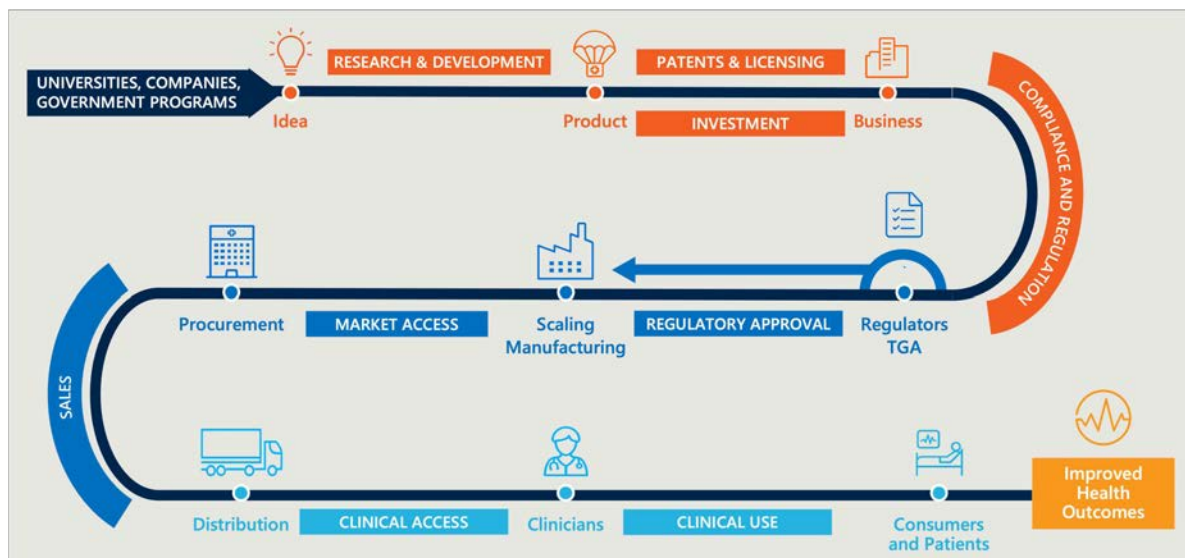 RESEARCH & DEVELOPMENT
PATENTS & LICENSING
UNIVERSITIES, COMPANIES,
GOVERNMENT PROGRAMS
Idea
Product
INVESTMENT
Business
COMPLIANCE AND REGULATION
Procurement
MARKET ACCESS
Scaling
Manufacturing
REGULATORY APPROVAL
Regulators
TGA
SALES
Distribution
CLINICAL ACCESS
Clinicians
CLINICAL USE
Consumers
and Patients
Improved
Health
Outcomes